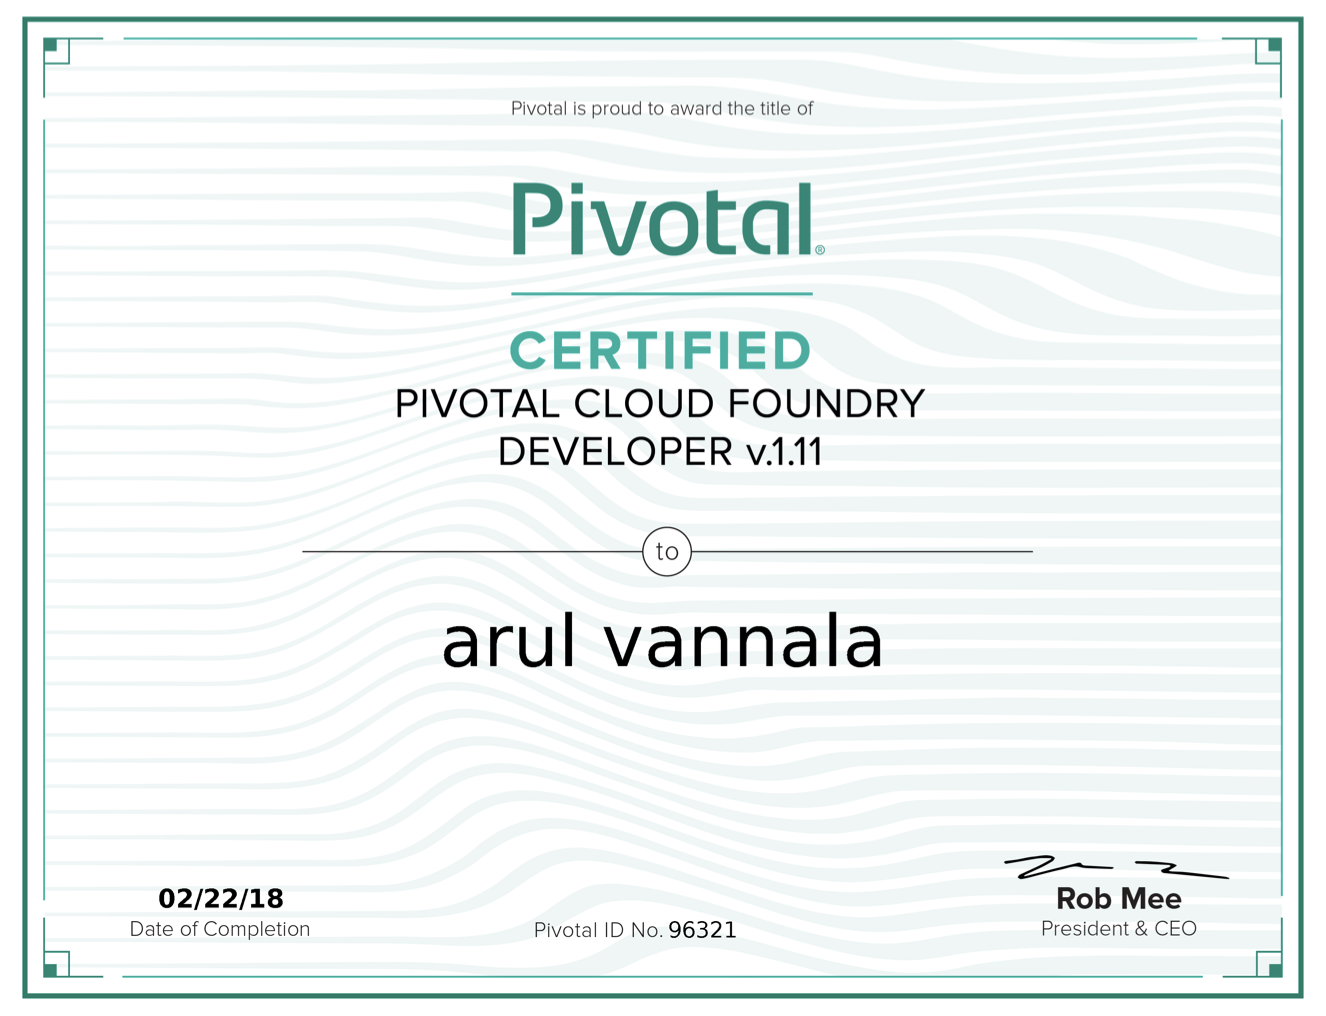 Pivotal is proud to award the title of
Pivotal®
CERTIFIED
PIVOTAL CLOUD FOUNDRY
DEVELOPER v.1.11
to
arul vannala
02/22/18
Date of Completion
Pivotal ID No. 96321
Rob Mee
President & CEO